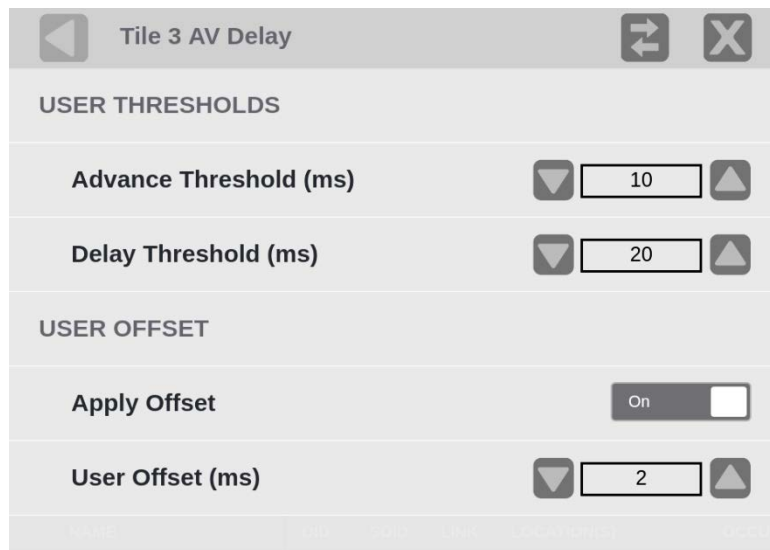 Tile 3 AV Delay
USER THRESHOLDS
Advance Threshold (ms) 10
Delay Threshold (ms) 20
USER OFFSET
Apply Offset On
User Offset (ms) 2